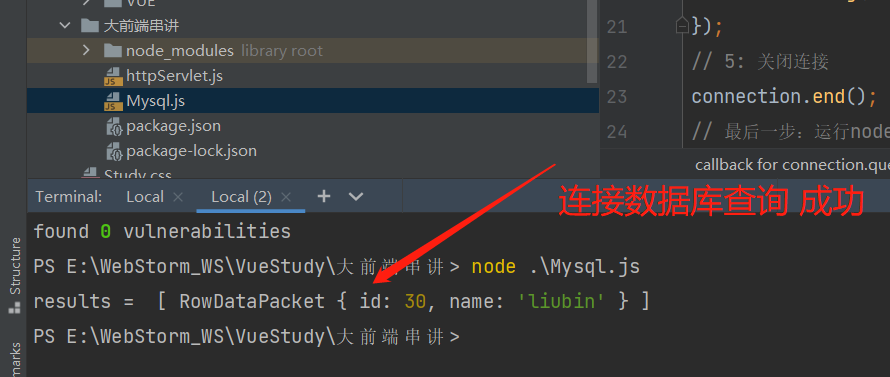 VUE
大前端串讲
node_modules library root
httpServlet.js
Mysql.js
package.json
package-lock.json
Study.css
21 });
22 // 5: 关闭连接
23 connection.end();
24 // 最后一步：运行node
callback for connection.que
Terminal: Local × Local (2) ×
连接数据库查询 成功
found 0 vulnerabilities
PS E:\WebStorm_WS\VueStudy\大前端串讲> node .\Mysql.js
results = [ RowDataPacket { id: 30, name: 'liubin' } ]
PS E:\WebStorm_WS\VueStudy\大前端串讲>
Structure
marks